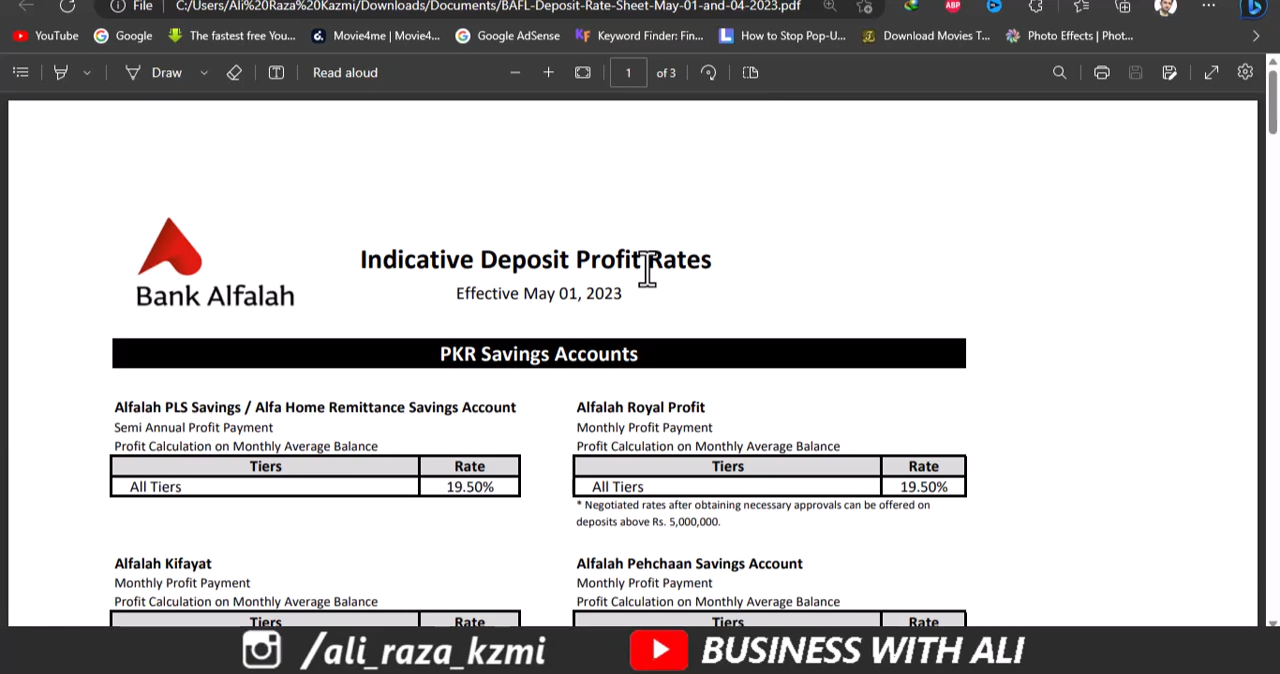 File
C:/Users/Ali%20Raza%20Kazmi/Downloads/Documents/BAFL-Deposit-Rate-Sheet-May-01-and-04-2023.pdf
ABP
YouTube
Google
The fastest free You...
Movie4me | Movie4...
Google AdSense
Keyword Finder: Fin...
How to Stop Pop-U...
Download Movies T...
Photo Effects | Phot...
Draw
Read aloud
1 of 3
Bank Alfalah
Indicative Deposit Profit Rates
Effective May 01, 2023
PKR Savings Accounts
Alfalah PLS Savings / Alfa Home Remittance Savings Account
Semi Annual Profit Payment
Profit Calculation on Monthly Average Balance
Tiers Rate
All Tiers 19.50%
Alfalah Royal Profit
Monthly Profit Payment
Profit Calculation on Monthly Average Balance
Tiers Rate
All Tiers 19.50%
* Negotiated rates after obtaining necessary approvals can be offered on
deposits above Rs. 5,000,000.
Alfalah Kifayat
Monthly Profit Payment
Profit Calculation on Monthly Average Balance
Tiers Rate
Alfalah Pehchaan Savings Account
Monthly Profit Payment
Profit Calculation on Monthly Average Balance
Tiers Rate
/ali_raza_kzmi
BUSINESS WITH ALI